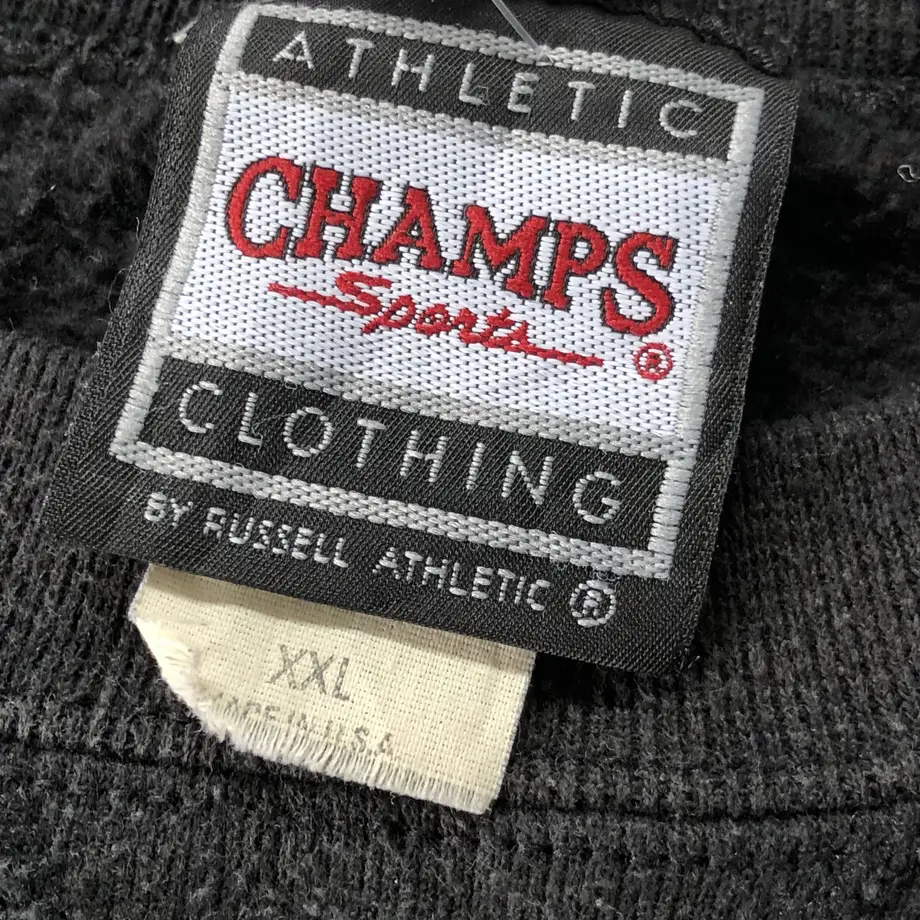 ATHLETIC
CHAMPS
Sports ®
CLOTHING
BY RUSSELL ATHLETIC ®
XXL
MADE IN U.S.A